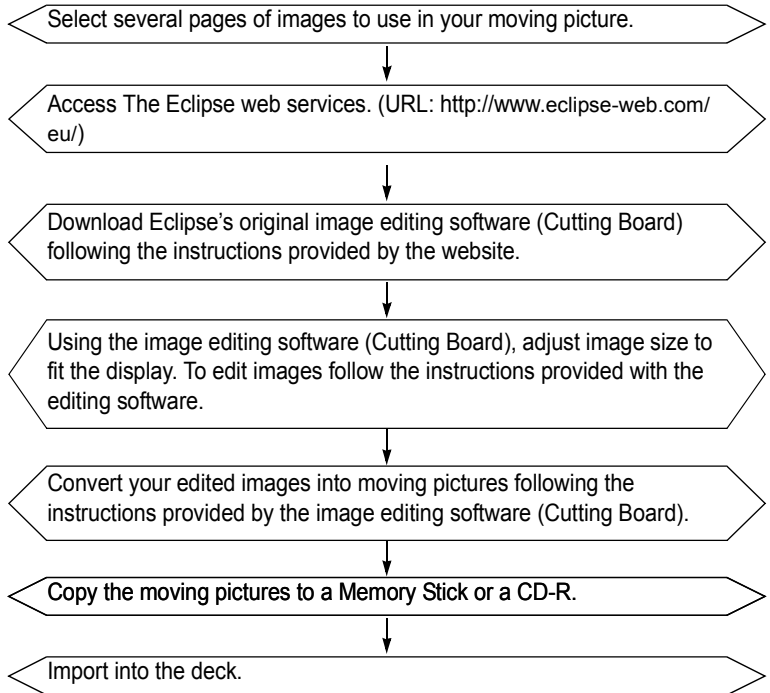 Select several pages of images to use in your moving picture.
Access The Eclipse web services. (URL: http://www.eclipse-web.com/
eu/)
Download Eclipse's original image editing software (Cutting Board)
following the instructions provided by the website.
Using the image editing software (Cutting Board), adjust image size to
fit the display. To edit images follow the instructions provided with the
editing software.
Convert your edited images into moving pictures following the
instructions provided by the image editing software (Cutting Board).
Copy the moving pictures to a Memory Stick or a CD-R.
Import into the deck.